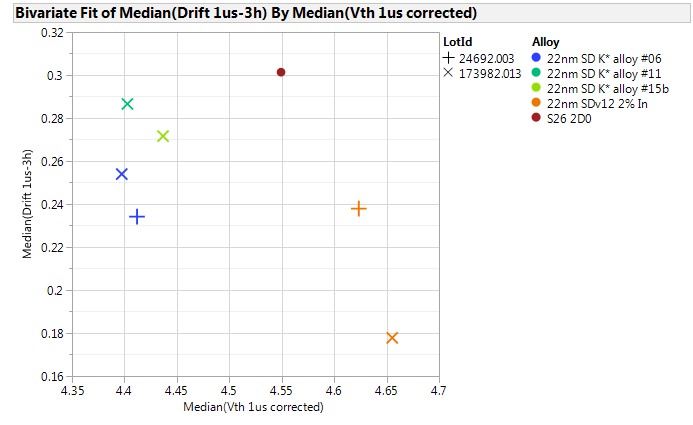 Bivariate Fit of Median(Drift 1us-3h) By Median(Vth 1us corrected)
0.32
0.3
0.28
0.26
0.24
0.22
0.2
0.18
0.16
Median(Drift 1us-3h)
4.35 4.4 4.45 4.5 4.55 4.6 4.65 4.7
Median(Vth 1us corrected)
LotId
24692.003
173982.013
Alloy
22nm SD K* alloy #06
22nm SD K* alloy #11
22nm SD K* alloy #15b
22nm SDv12 2% In
S26 2D0